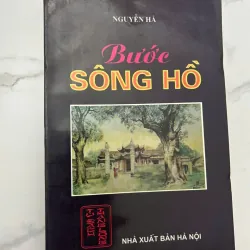 NGUYỄN HÀ
Bước
SÔNG HỒ
NHÀ XUẤT BẢN HÀ NỘI